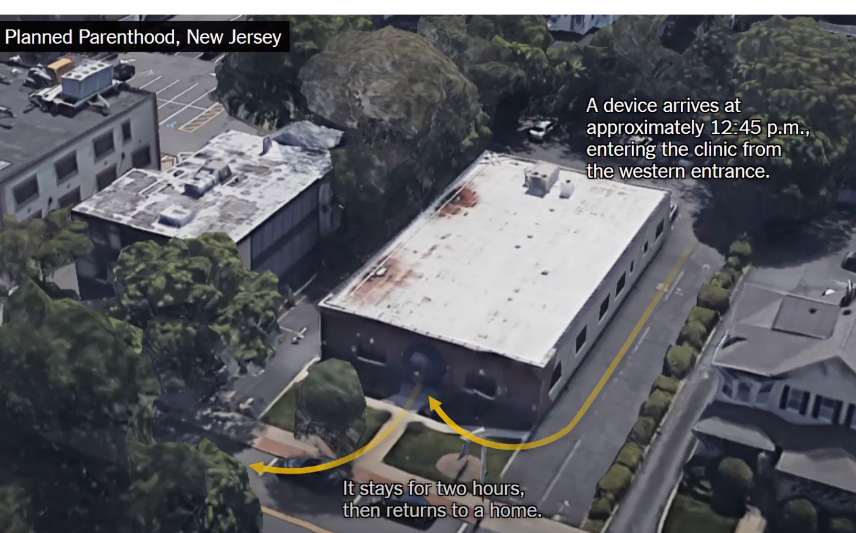 Planned Parenthood, New Jersey
A device arrives at
approximately 12:45 p.m.,
entering the clinic from
the western entrance.
It stays for two hours,
then returns to a home.